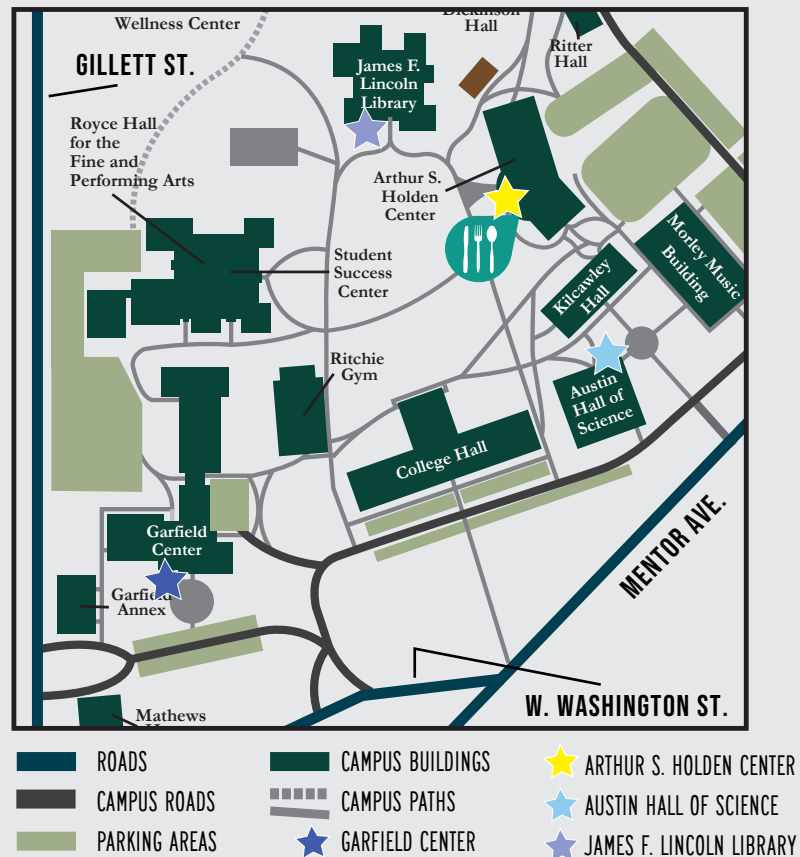 Wellness Center
Hall
Ritter
Hall
GILLETT ST.
James F.
Lincoln
Library
Royce Hall
for the
Fine and
Performing Arts
Arthur S.
Holden
Center
Morley Music
Building
Student
Success
Center
Kilcawley
Hall
Ritchie
Gym
Austin
Hall of
Science
College Hall
Garfield
Center
MENTOR AVE.
Garfield
Annex
W. WASHINGTON ST.
Mathews
ROADS
CAMPUS ROADS
PARKING AREAS
CAMPUS BUILDINGS
CAMPUS PATHS
GARFIELD CENTER
ARTHUR S. HOLDEN CENTER
AUSTIN HALL OF SCIENCE
JAMES F. LINCOLN LIBRARY